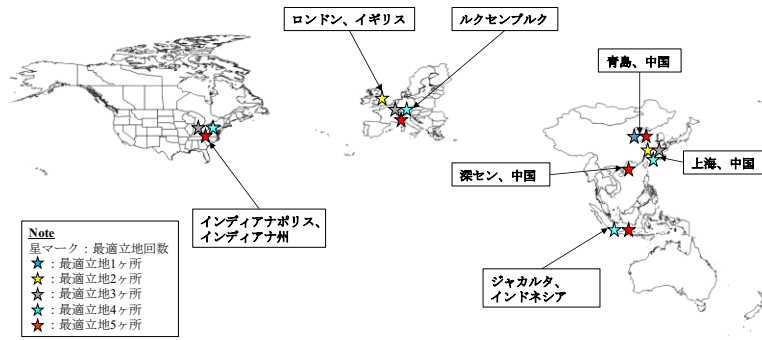 ロンドン、イギリス
ルクセンブルク
青島、中国
深セン、中国
上海、中国
インディアナポリス、
インディアナ州
ジャカルタ、
インドネシア
Note
星マーク：最適立地回数
：最適立地1ヶ所
：最適立地2ヶ所
：最適立地3ヶ所
：最適立地4ヶ所
：最適立地5ヶ所